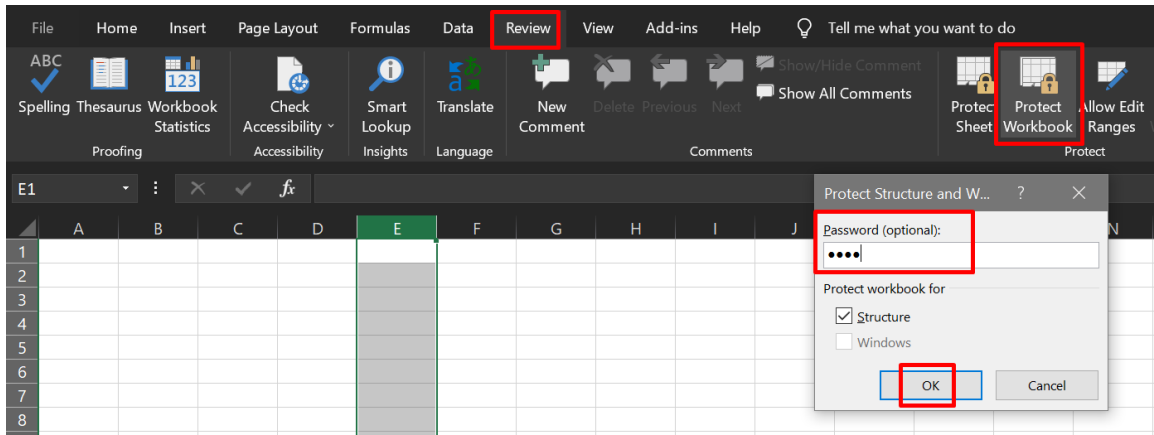 File Home Insert Page Layout Formulas Data Review View Add-ins Help Tell me what you want to do
ABC
123
Spelling Thesaurus Workbook Statistics
Check Accessibility
Smart Lookup
Translate
New Comment
Delete Previous Next
Show/Hide Comment
Show All Comments
Protect Sheet
Protect Workbook
Allow Edit Ranges
Proofing Accessibility Insights Language Comments Protect
E1 fx
Protect Structure and W... ?
A B C D E F G H I J N
Password (optional):
••••
Protect workbook for
Structure
Windows
OK Cancel
1
2
3
4
5
6
7
8